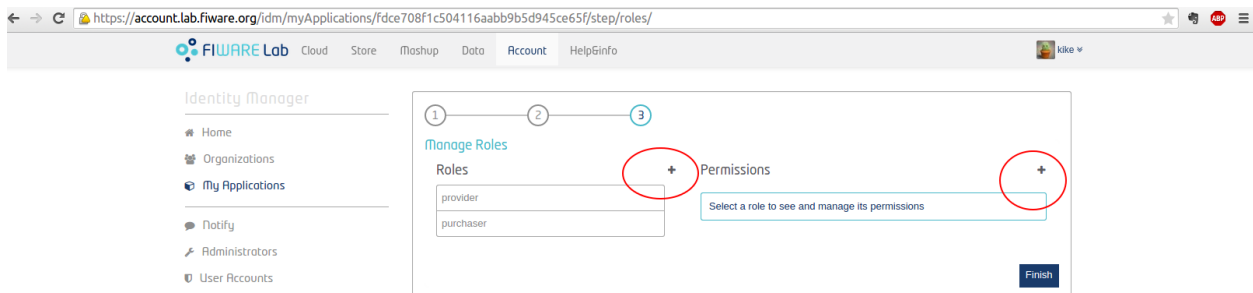 https://account.lab.fiware.org/idm/myApplications/fdce708f1c504116aabb9b5d945ce65f/step/roles/
ABP
FIWARE Lab Cloud Store Mashup Data Account Help&info kike
Identity Manager
Home
Organizations
My Applications
Notify
Administrators
User Accounts
1 2 3
Manage Roles
Roles + Permissions +
provider
purchaser
Select a role to see and manage its permissions
Finish